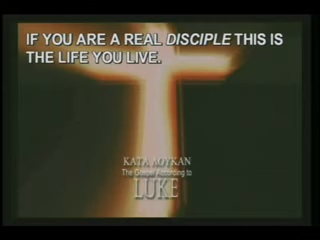 IF YOU ARE A REAL DISCIPLE THIS IS
THE LIFE YOU LIVE.
ΚΑΤΑ ΛΟΥΚΑΝ
The Gospel According to
LUKE